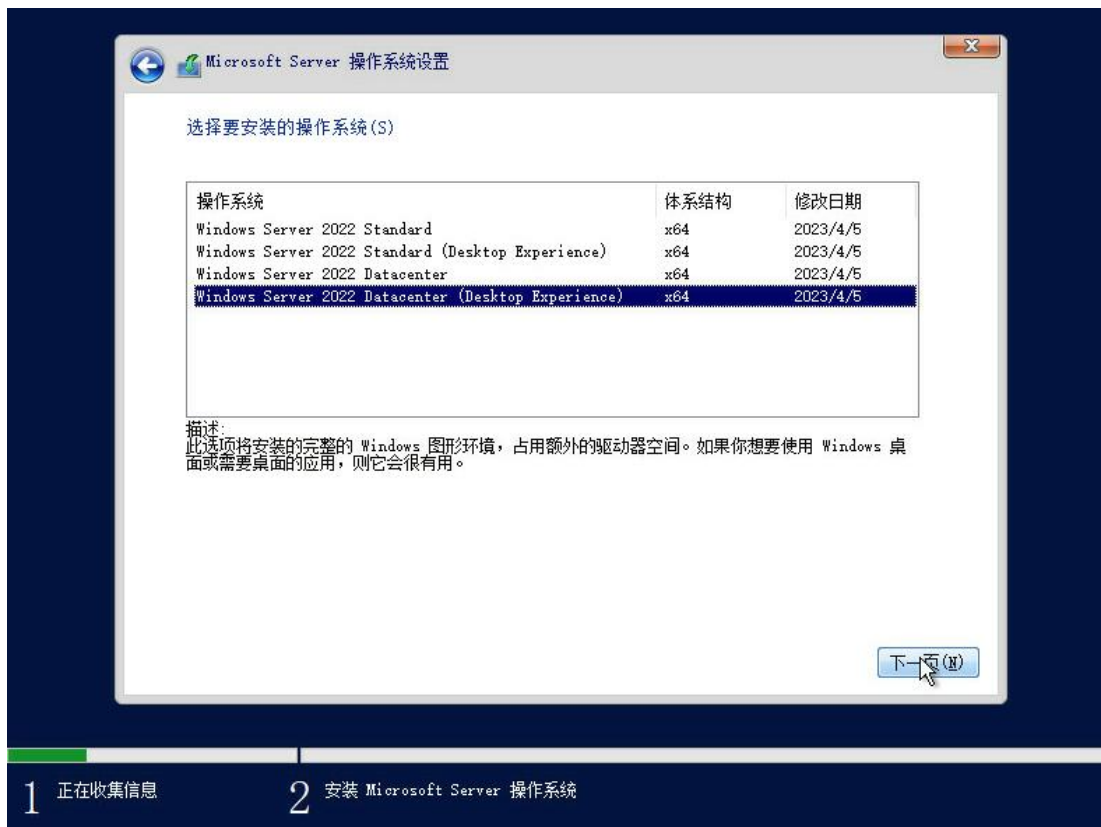 Microsoft Server 操作系统设置
选择要安装的操作系统(S)
操作系统 体系结构 修改日期
Windows Server 2022 Standard x64 2023/4/5
Windows Server 2022 Standard (Desktop Experience) x64 2023/4/5
Windows Server 2022 Datacenter x64 2023/4/5
Windows Server 2022 Datacenter (Desktop Experience) x64 2023/4/5
描述:
此选项将安装的完整的 Windows 图形环境，占用额外的驱动器空间。如果你想要使用 Windows 桌
面或需要桌面的应用，则它会很有用。
下一页(N)
1 正在收集信息 2 安装 Microsoft Server 操作系统